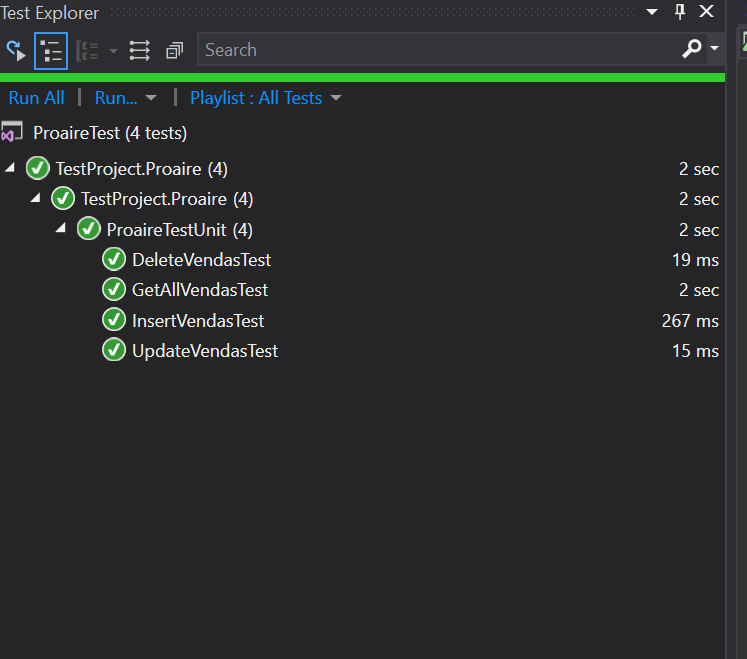 Test Explorer
Search
Run All | Run... | Playlist : All Tests
ProaireTest (4 tests)
TestProject.Proaire (4) 2 sec
TestProject.Proaire (4) 2 sec
ProaireTestUnit (4) 2 sec
DeleteVendasTest 19 ms
GetAllVendasTest 2 sec
InsertVendasTest 267 ms
UpdateVendasTest 15 ms